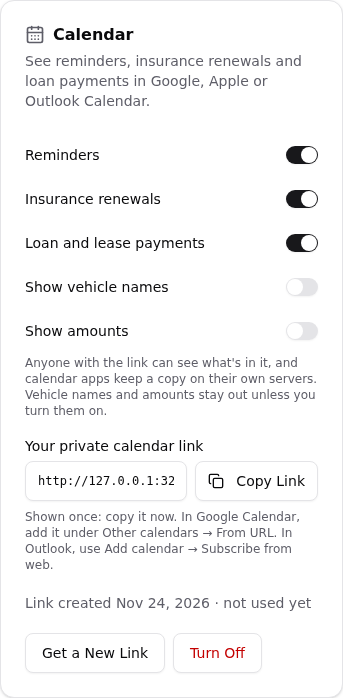 Calendar
See reminders, insurance renewals and
loan payments in Google, Apple or
Outlook Calendar.
Reminders
Insurance renewals
Loan and lease payments
Show vehicle names
Show amounts
Anyone with the link can see what's in it, and
calendar apps keep a copy on their own servers.
Vehicle names and amounts stay out unless you
turn them on.
Your private calendar link
http://127.0.0.1:32
Copy Link
Shown once: copy it now. In Google Calendar,
add it under Other calendars → From URL. In
Outlook, use Add calendar → Subscribe from
web.
Link created Nov 24, 2026 · not used yet
Get a New Link
Turn Off